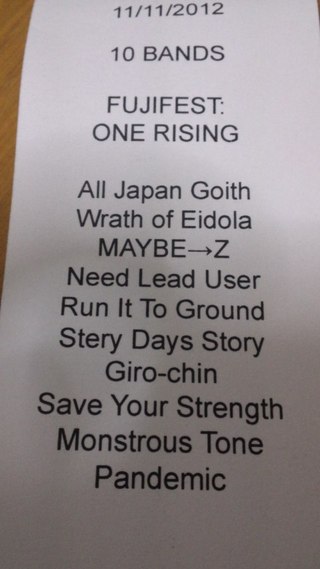 11/11/2012
10 BANDS
FUJIFEST:
ONE RISING
All Japan Goith
Wrath of Eidola
MAYBE→Z
Need Lead User
Run It To Ground
Stery Days Story
Giro-chin
Save Your Strength
Monstrous Tone
Pandemic